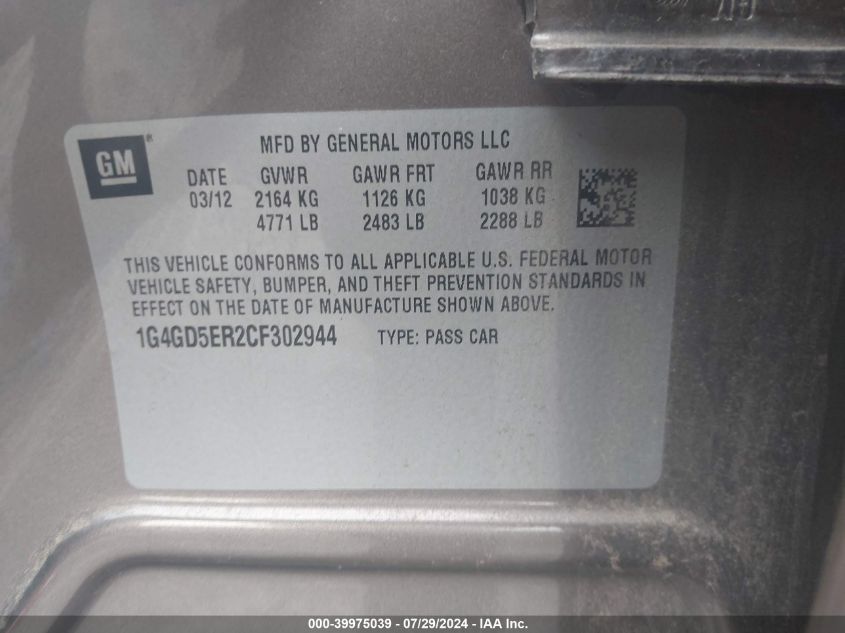 GM®
MFD BY GENERAL MOTORS LLC
DATE GVWR GAWR FRT GAWR RR
03/12 2164 KG 1126 KG 1038 KG
4771 LB 2483 LB 2288 LB
THIS VEHICLE CONFORMS TO ALL APPLICABLE U.S. FEDERAL MOTOR
VEHICLE SAFETY, BUMPER, AND THEFT PREVENTION STANDARDS IN
EFFECT ON THE DATE OF MANUFACTURE SHOWN ABOVE.
1G4GD5ER2CF302944 TYPE: PASS CAR
000-39975039 - 07/29/2024 - IAA Inc.